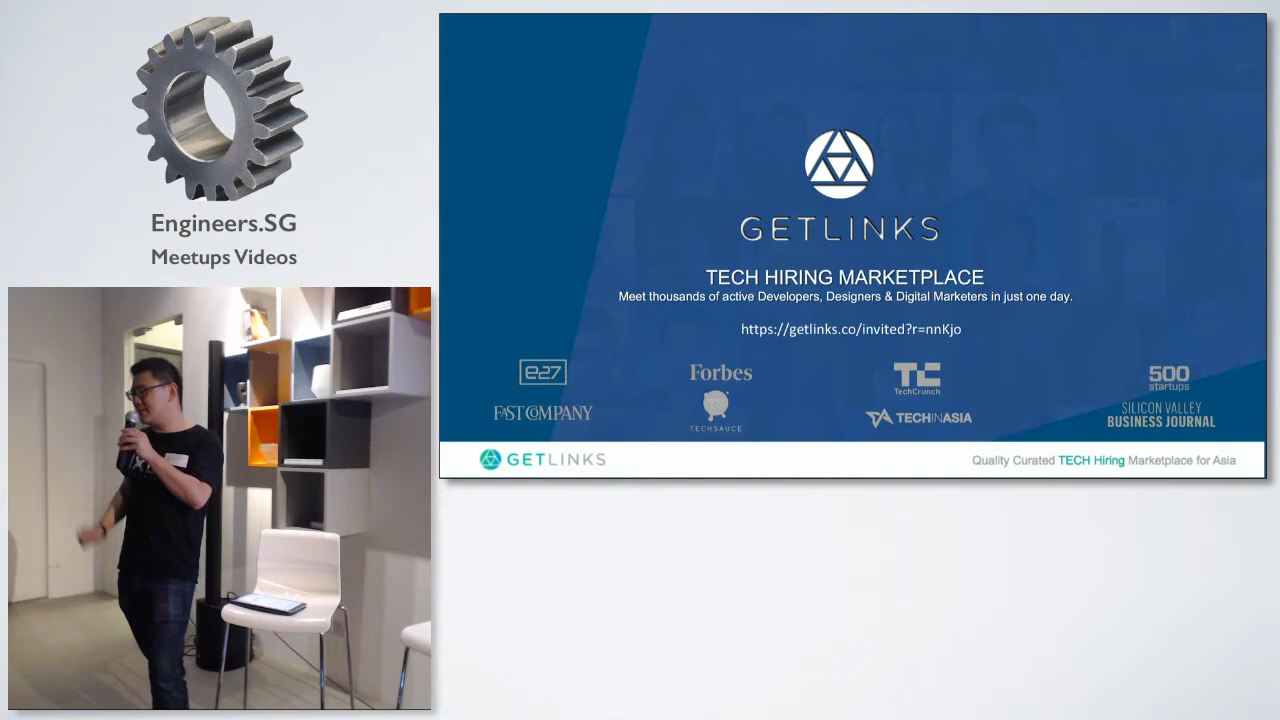 Engineers.SG
Meetups Videos
GETLINKS
TECH HIRING MARKETPLACE
Meet thousands of active Developers, Designers & Digital Marketers in just one day.
https://getlinks.co/invited?r=nnKjo
e27
Forbes
TC
TechCrunch
500
startups
FAST COMPANY
TS
TECHSAUCE
TECHINASIA
SILICON VALLEY
BUSINESS JOURNAL
GETLINKS
Quality Curated TECH Hiring Marketplace for Asia